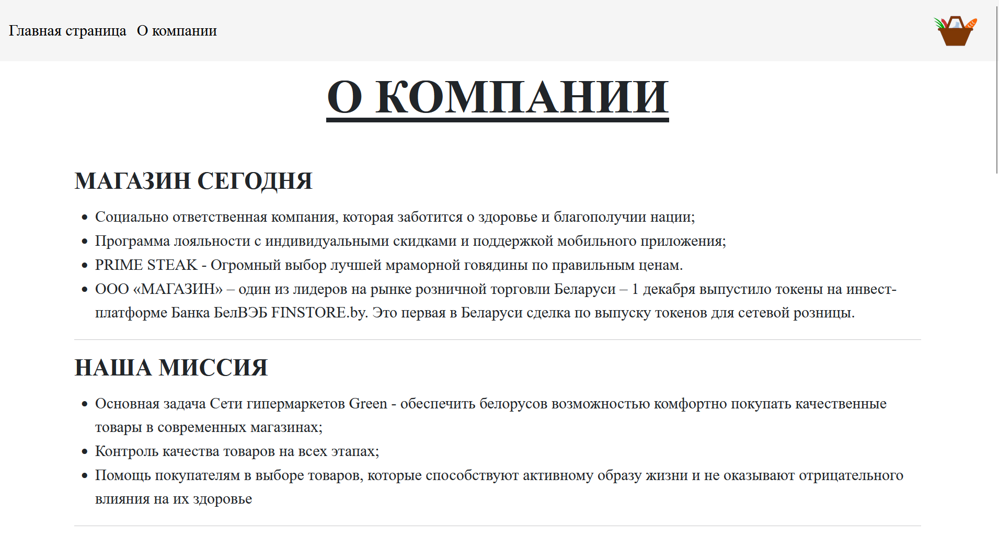 Главная страница О компании
О КОМПАНИИ
МАГАЗИН СЕГОДНЯ
Социально ответственная компания, которая заботится о здоровье и благополучии нации;
Программа лояльности с индивидуальными скидками и поддержкой мобильного приложения;
PRIME STEAK - Огромный выбор лучшей мраморной говядины по правильным ценам.
ООО «МАГАЗИН» – один из лидеров на рынке розничной торговли Беларуси – 1 декабря выпустило токены на инвест-
платформе Банка БелВЭБ FINSTORE.by. Это первая в Беларуси сделка по выпуску токенов для сетевой розницы.
НАША МИССИЯ
Основная задача Сети гипермаркетов Green - обеспечить белорусов возможностью комфортно покупать качественные
товары в современных магазинах;
Контроль качества товаров на всех этапах;
Помощь покупателям в выборе товаров, которые способствуют активному образу жизни и не оказывают отрицательного
влияния на их здоровье